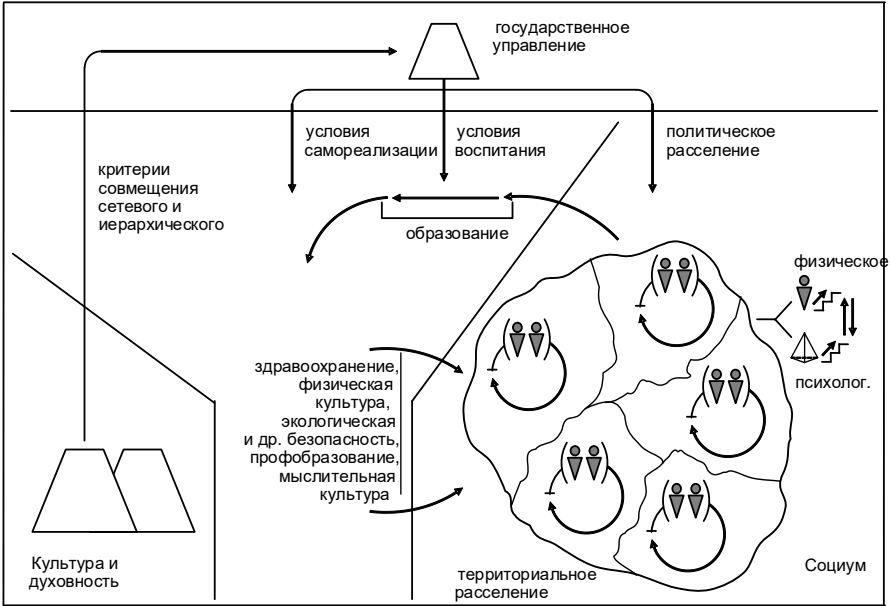 государственное
управление
условия
самореализации
условия
воспитания
политическое
расселение
критерии
совмещения
сетевого и
иерархического
образование
физическое
психолог.
здравоохранение,
физическая
культура,
экологическая
и др. безопасность,
профобразование,
мыслительная
культура
Культура и
духовность
территориальное
расселение
Социум